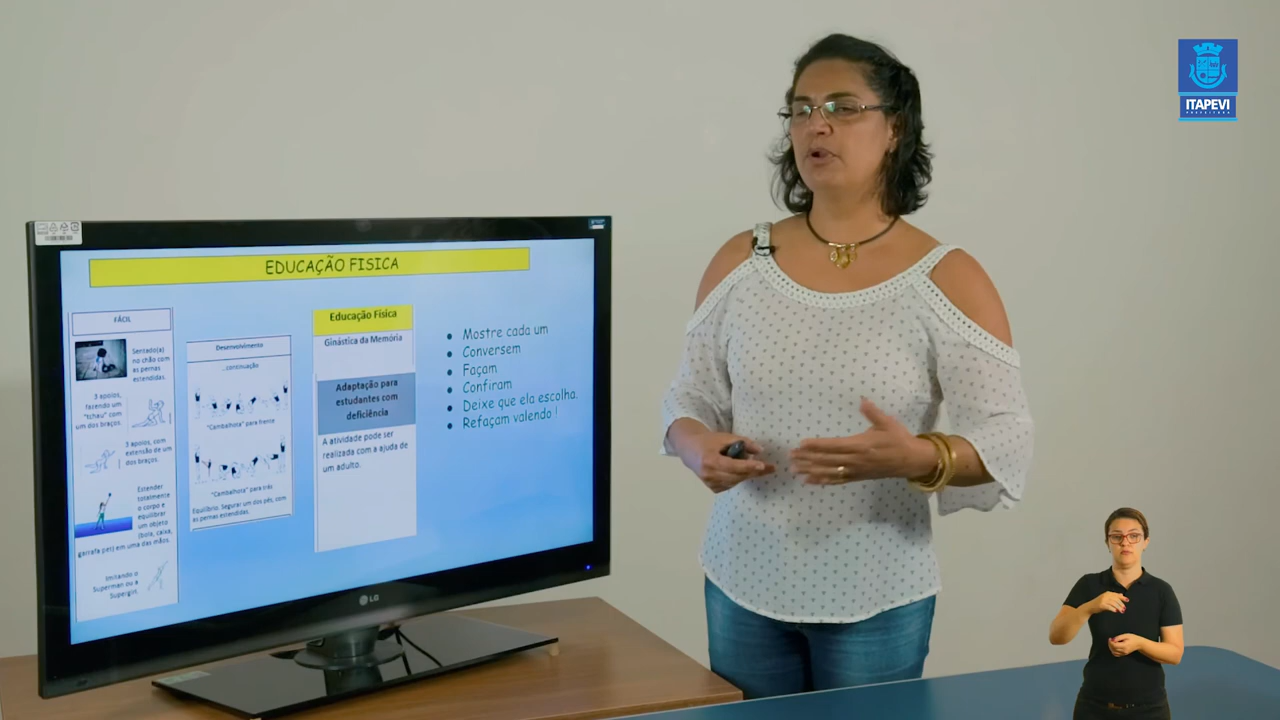 ITAPEVI
PREFEITURA
EDUCAÇÃO FISICA
FÁCIL
Sentado(a)
no chão com
as pernas
estendidas.
3 apoios,
fazendo um
"tchau" com
um dos braços.
3 apoios, com
extensão de um
dos braços.
Estender
totalmente
o corpo e
equilibrar
um objeto
(bola, caixa,
garrafa pet) em uma das mãos.
Imitando o
Superman ou a
Supergirl.
Desenvolvimento
...continuação
"Cambalhota" para frente
"Cambalhota" para trás
Equilíbrio. Segurar um dos pés, com
as pernas estendidas.
Educação Física
Ginástica da Memória
Adaptação para
estudantes com
deficiência
A atividade pode ser
realizada com a ajuda de
um adulto.
• Mostre cada um
• Conversem
• Façam
• Confiram
• Deixe que ela escolha.
• Refaçam valendo !
LG